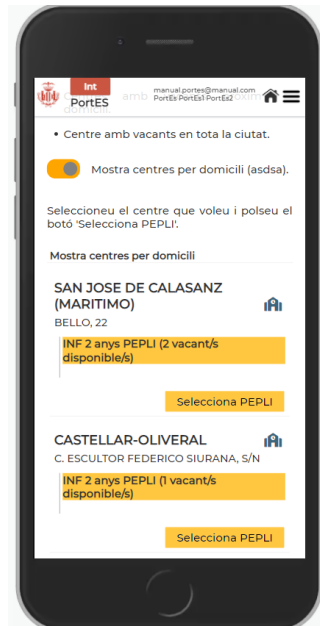 Int
PortES
manual.portes@manual.com
PortEs PortEs1 PortEs2
amb
domicili.
• Centre amb vacants en tota la ciutat.
Mostra centres per domicili (asdsa).
Seleccioneu el centre que voleu i polseu el
botó 'Selecciona PEPLI'.
Mostra centres per domicili
SAN JOSE DE CALASANZ
(MARITIMO)
BELLO, 22
INF 2 anys PEPLI (2 vacant/s
disponible/s)
Selecciona PEPLI
CASTELLAR-OLIVERAL
C. ESCULTOR FEDERICO SIURANA, S/N
INF 2 anys PEPLI (1 vacant/s
disponible/s)
Selecciona PEPLI